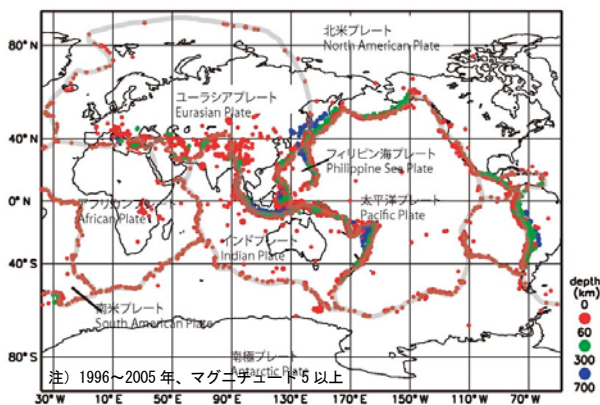 80°N
40°N
0°N
40°S
80°S
北米プレート
North American Plate
ユーラシアプレート
Eurasian Plate
フィリピン海プレート
Philippine Sea Plate
アフリカンプレート
African Plate
太平洋プレート
Pacific Plate
インドプレート
Indian Plate
南米プレート
South American Plate
南極プレート
Antarctic Plate
注）1996～2005年、マグニチュード5以上
depth
(km)
0
60
300
700
30°W 10°E 50°E 90°E 130°E 170°E 150°W 110°W 70°W